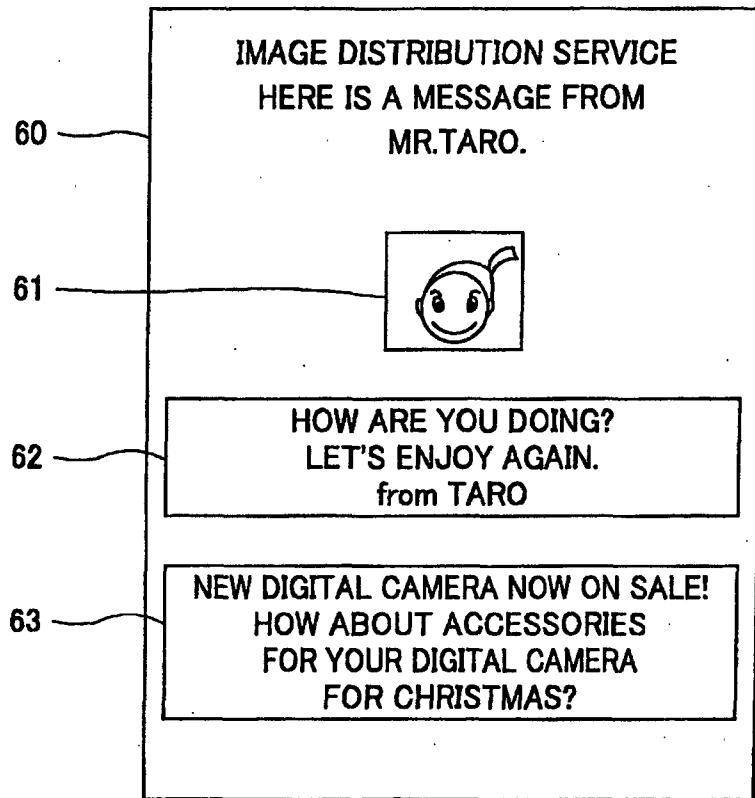 IMAGE DISTRIBUTION SERVICE
HERE IS A MESSAGE FROM
MR.TARO.
60
61
HOW ARE YOU DOING?
LET'S ENJOY AGAIN.
from TARO
62
NEW DIGITAL CAMERA NOW ON SALE!
HOW ABOUT ACCESSORIES
FOR YOUR DIGITAL CAMERA
FOR CHRISTMAS?
63